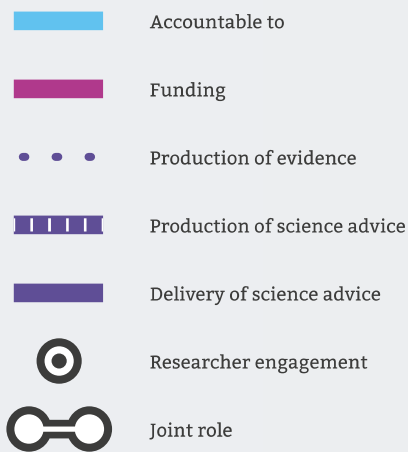 Accountable to
Funding
Production of evidence
Production of science advice
Delivery of science advice
Researcher engagement
Joint role